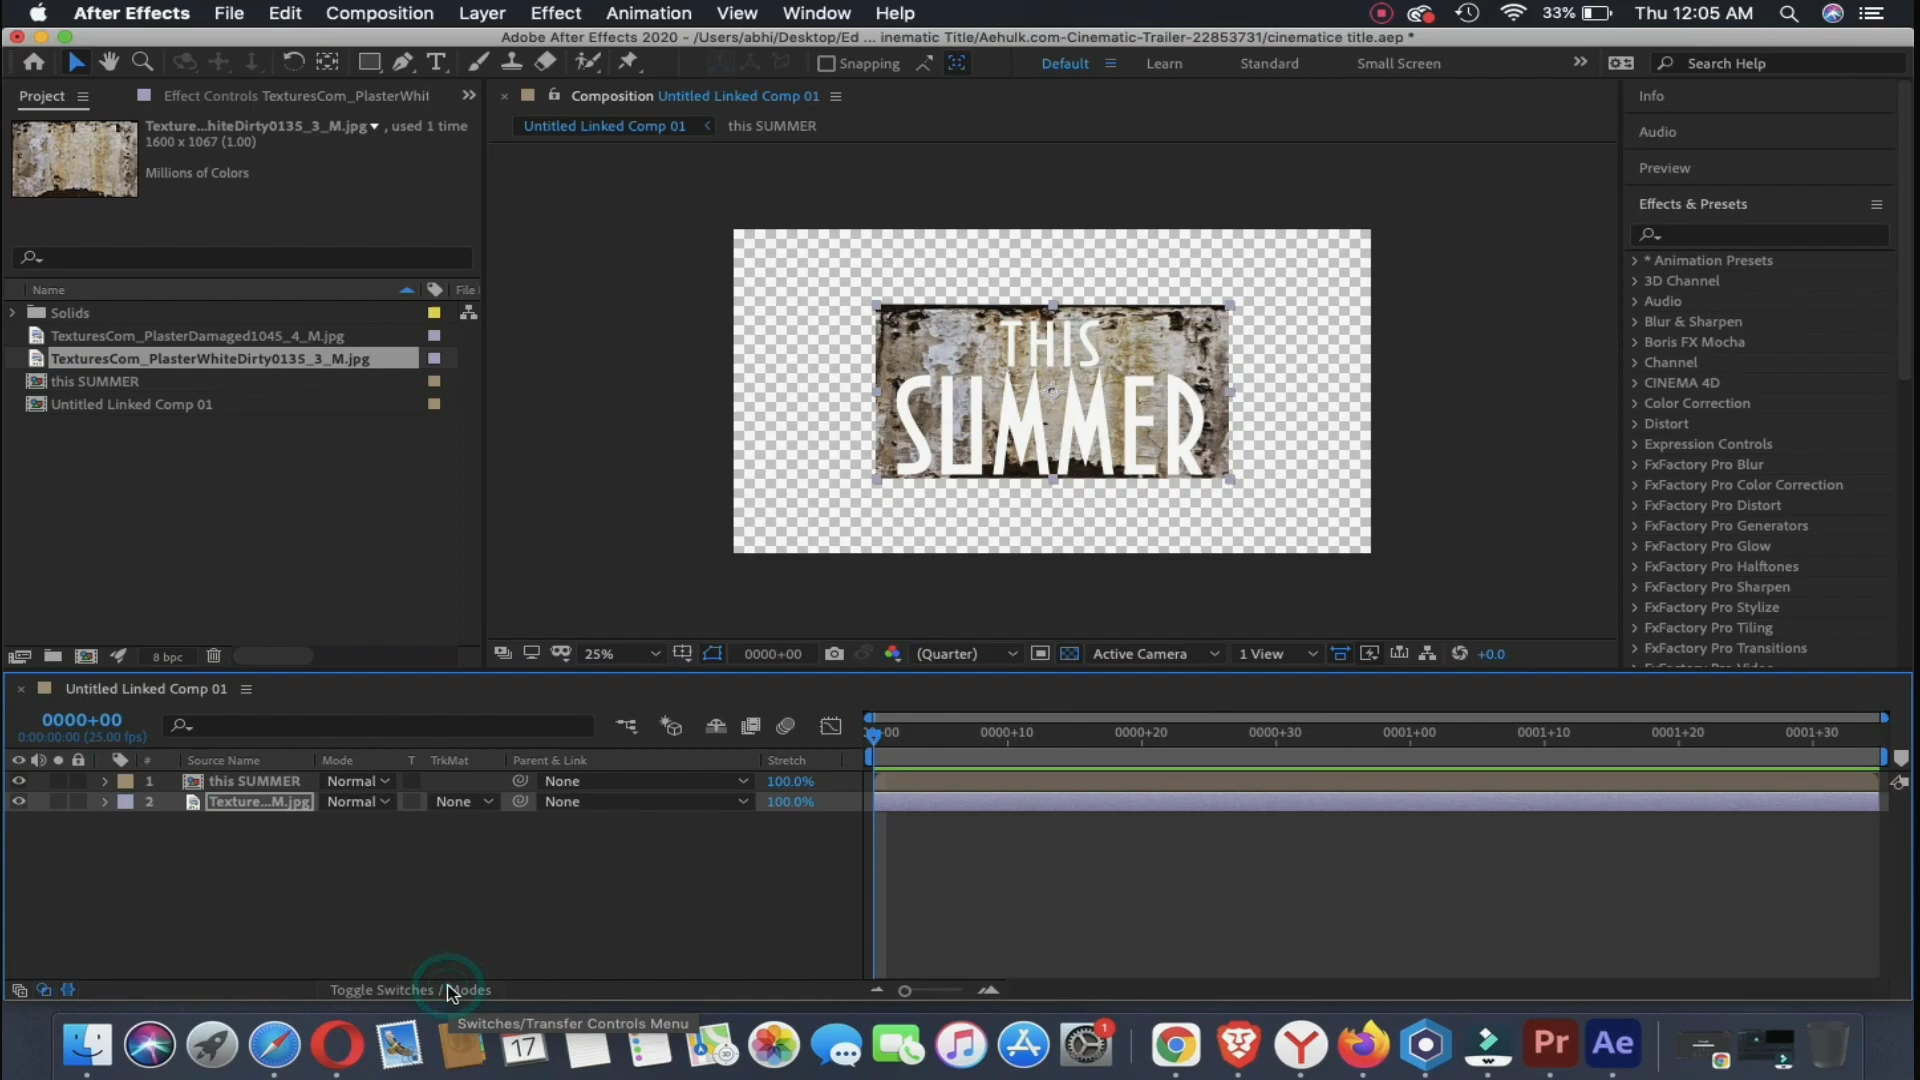 After Effects File Edit Composition Layer Effect Animation View Window Help 33% Thu 12:05 AM
Adobe After Effects 2020 - /Users/abhi/Desktop/Ed ... inematic Title/Aehulk.com-Cinematic-Trailer-22853731/cinematice title.aep *
Snapping Default Learn Standard Small Screen Search Help
Project Effect Controls TexturesCom_PlasterWhit
Composition Untitled Linked Comp 01
Info
Texture...hiteDirty0135_3_M.jpg , used 1 time
1600 x 1067 (1.00)
Millions of Colors
Untitled Linked Comp 01 this SUMMER
Audio
Preview
Effects & Presets
Name File
Solids
TexturesCom_PlasterDamaged1045_4_M.jpg
TexturesCom_PlasterWhiteDirty0135_3_M.jpg
this SUMMER
Untitled Linked Comp 01
THIS
SUMMER
* Animation Presets
3D Channel
Audio
Blur & Sharpen
Boris FX Mocha
Channel
CINEMA 4D
Color Correction
Distort
Expression Controls
FxFactory Pro Blur
FxFactory Pro Color Correction
FxFactory Pro Distort
FxFactory Pro Generators
FxFactory Pro Glow
FxFactory Pro Halftones
FxFactory Pro Sharpen
FxFactory Pro Stylize
FxFactory Pro Tiling
FxFactory Pro Transitions
8 bpc
25% 0000+00 (Quarter) Active Camera 1 View +0.0
Untitled Linked Comp 01
0000+00
0:00:00:00 (25.00 fps)
0000+10 0000+20 0000+30 0001+00 0001+10 0001+20 0001+30
# Source Name Mode T TrkMat Parent & Link Stretch
1 this SUMMER Normal None 100.0%
2 Texture...M.jpg Normal None None 100.0%
Toggle Switches / Modes
Switches/Transfer Controls Menu
17 1
Pr Ae